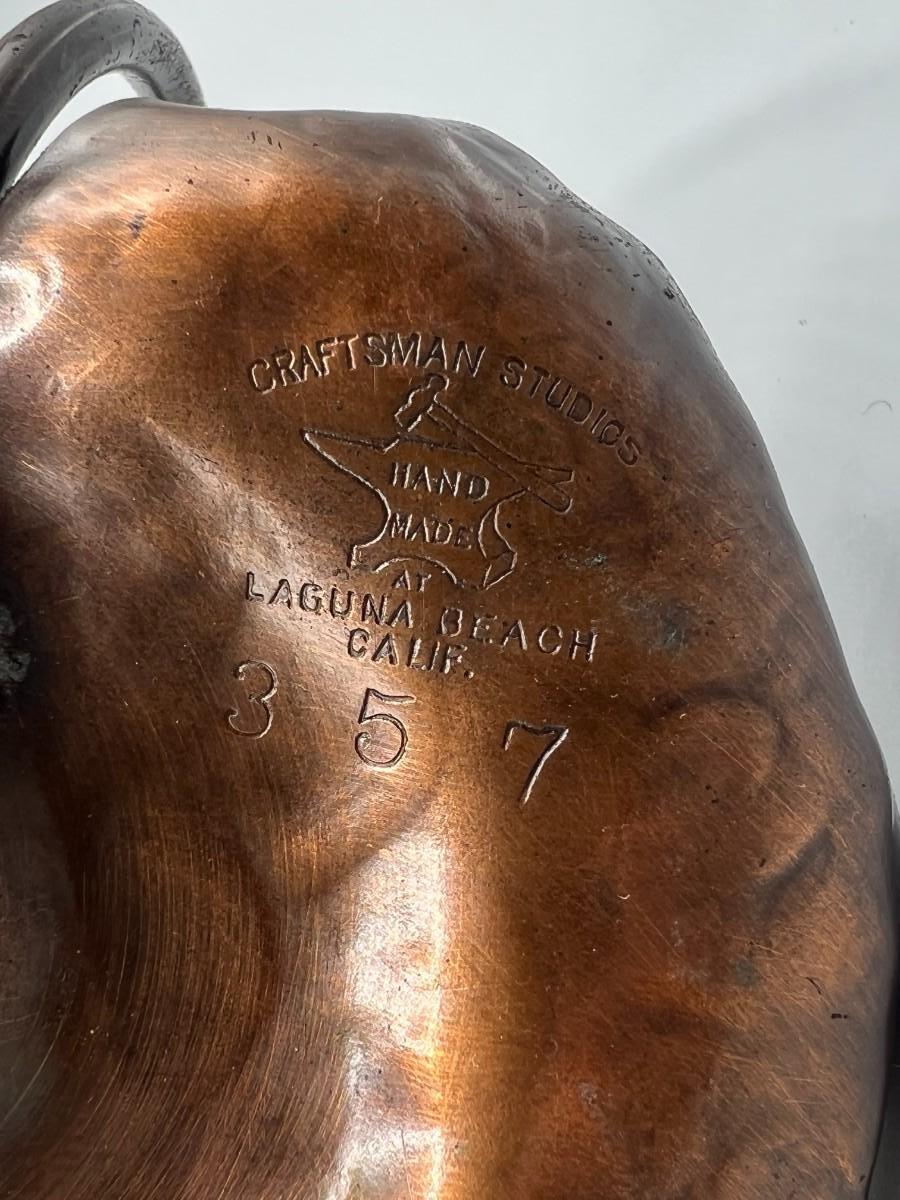 CRAFTSMAN STUDIOS
HAND
MADE
AT
LAGUNA BEACH
CALIF.
3 5 7